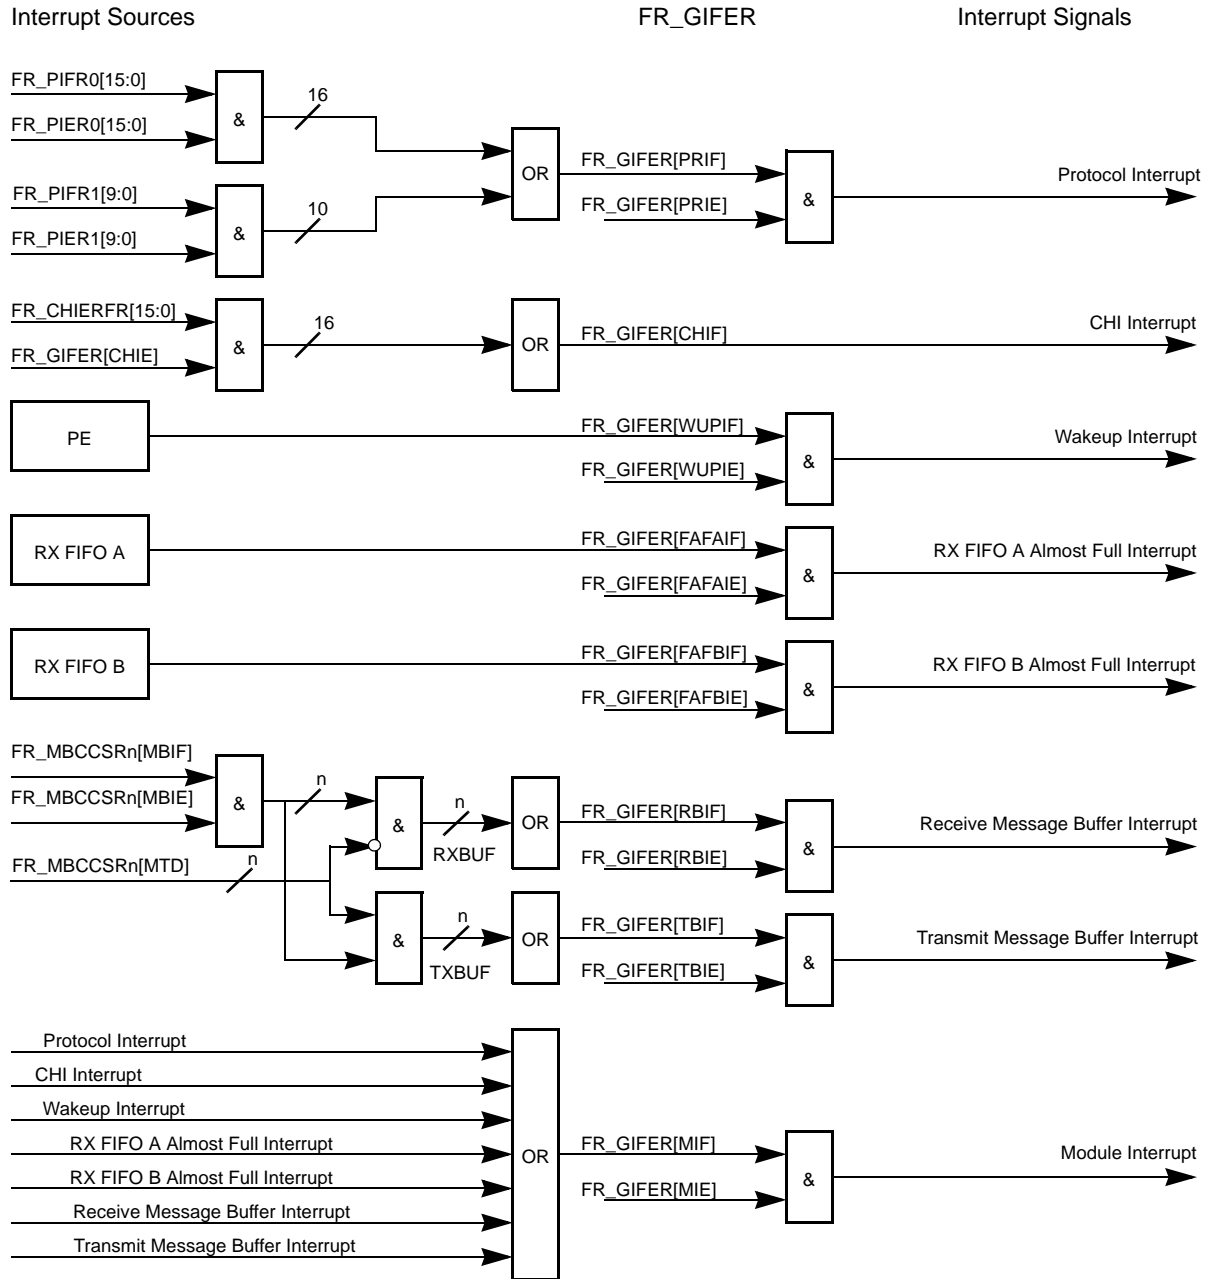 Interrupt Sources
FR_GIFER
Interrupt Signals
FR_PIFR0[15:0]
FR_PIER0[15:0]
&
16
FR_PIFR1[9:0]
FR_PIER1[9:0]
&
10
OR
FR_GIFER[PRIF]
FR_GIFER[PRIE]
&
Protocol Interrupt
FR_CHIERFR[15:0]
FR_GIFER[CHIE]
&
16
OR
FR_GIFER[CHIF]
CHI Interrupt
PE
FR_GIFER[WUPIF]
FR_GIFER[WUPIE]
&
Wakeup Interrupt
RX FIFO A
FR_GIFER[FAFAIF]
FR_GIFER[FAFAIE]
&
RX FIFO A Almost Full Interrupt
RX FIFO B
FR_GIFER[FAFBIF]
FR_GIFER[FAFBIE]
&
RX FIFO B Almost Full Interrupt
FR_MBCCSRn[MBIF]
FR_MBCCSRn[MBIE]
&
n
FR_MBCCSRn[MTD]
n
&
n
RXBUF
OR
FR_GIFER[RBIF]
FR_GIFER[RBIE]
&
Receive Message Buffer Interrupt
&
n
TXBUF
OR
FR_GIFER[TBIF]
FR_GIFER[TBIE]
&
Transmit Message Buffer Interrupt
Protocol Interrupt
CHI Interrupt
Wakeup Interrupt
RX FIFO A Almost Full Interrupt
RX FIFO B Almost Full Interrupt
Receive Message Buffer Interrupt
Transmit Message Buffer Interrupt
OR
FR_GIFER[MIF]
FR_GIFER[MIE]
&
Module Interrupt